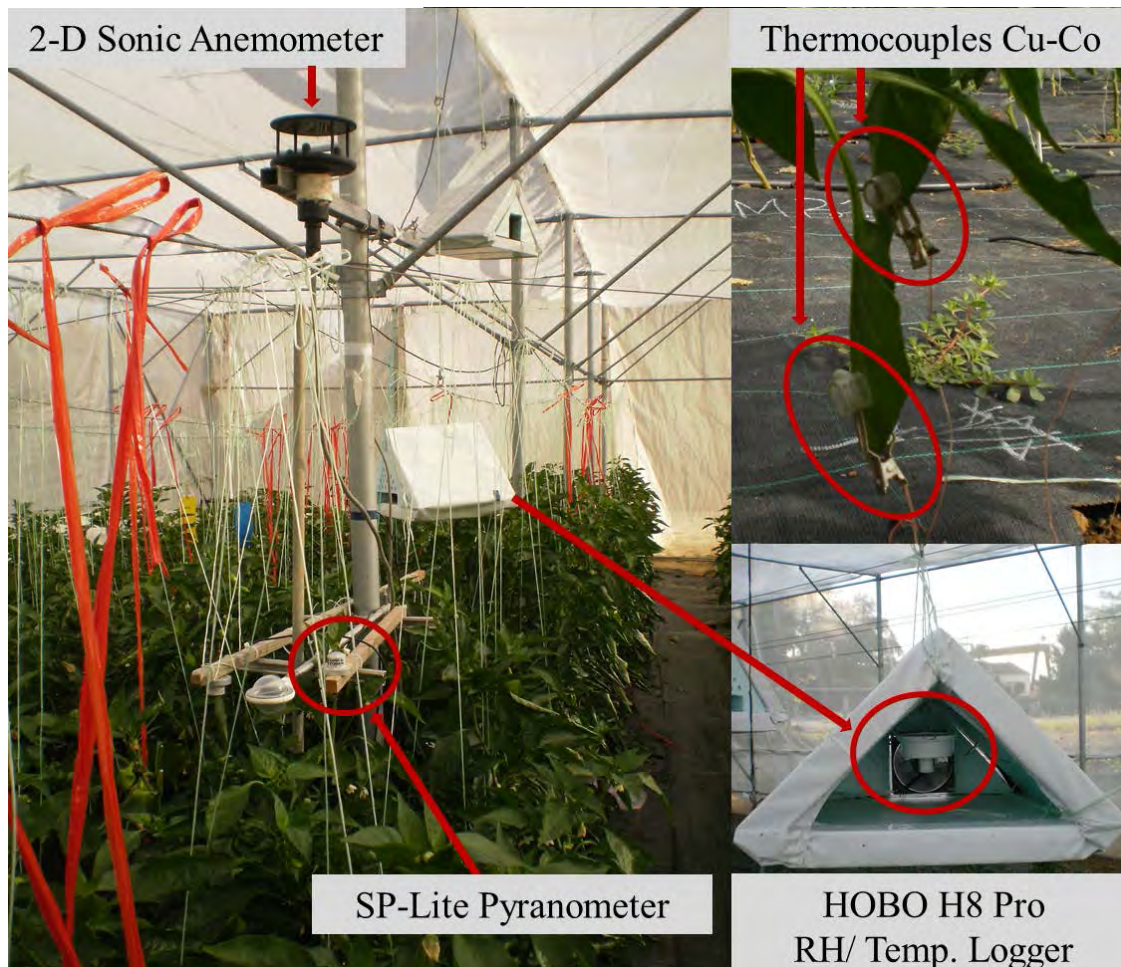 2-D Sonic Anemometer
Thermocouples Cu-Co
SP-Lite Pyranometer
HOBO H8 Pro
RH/ Temp. Logger